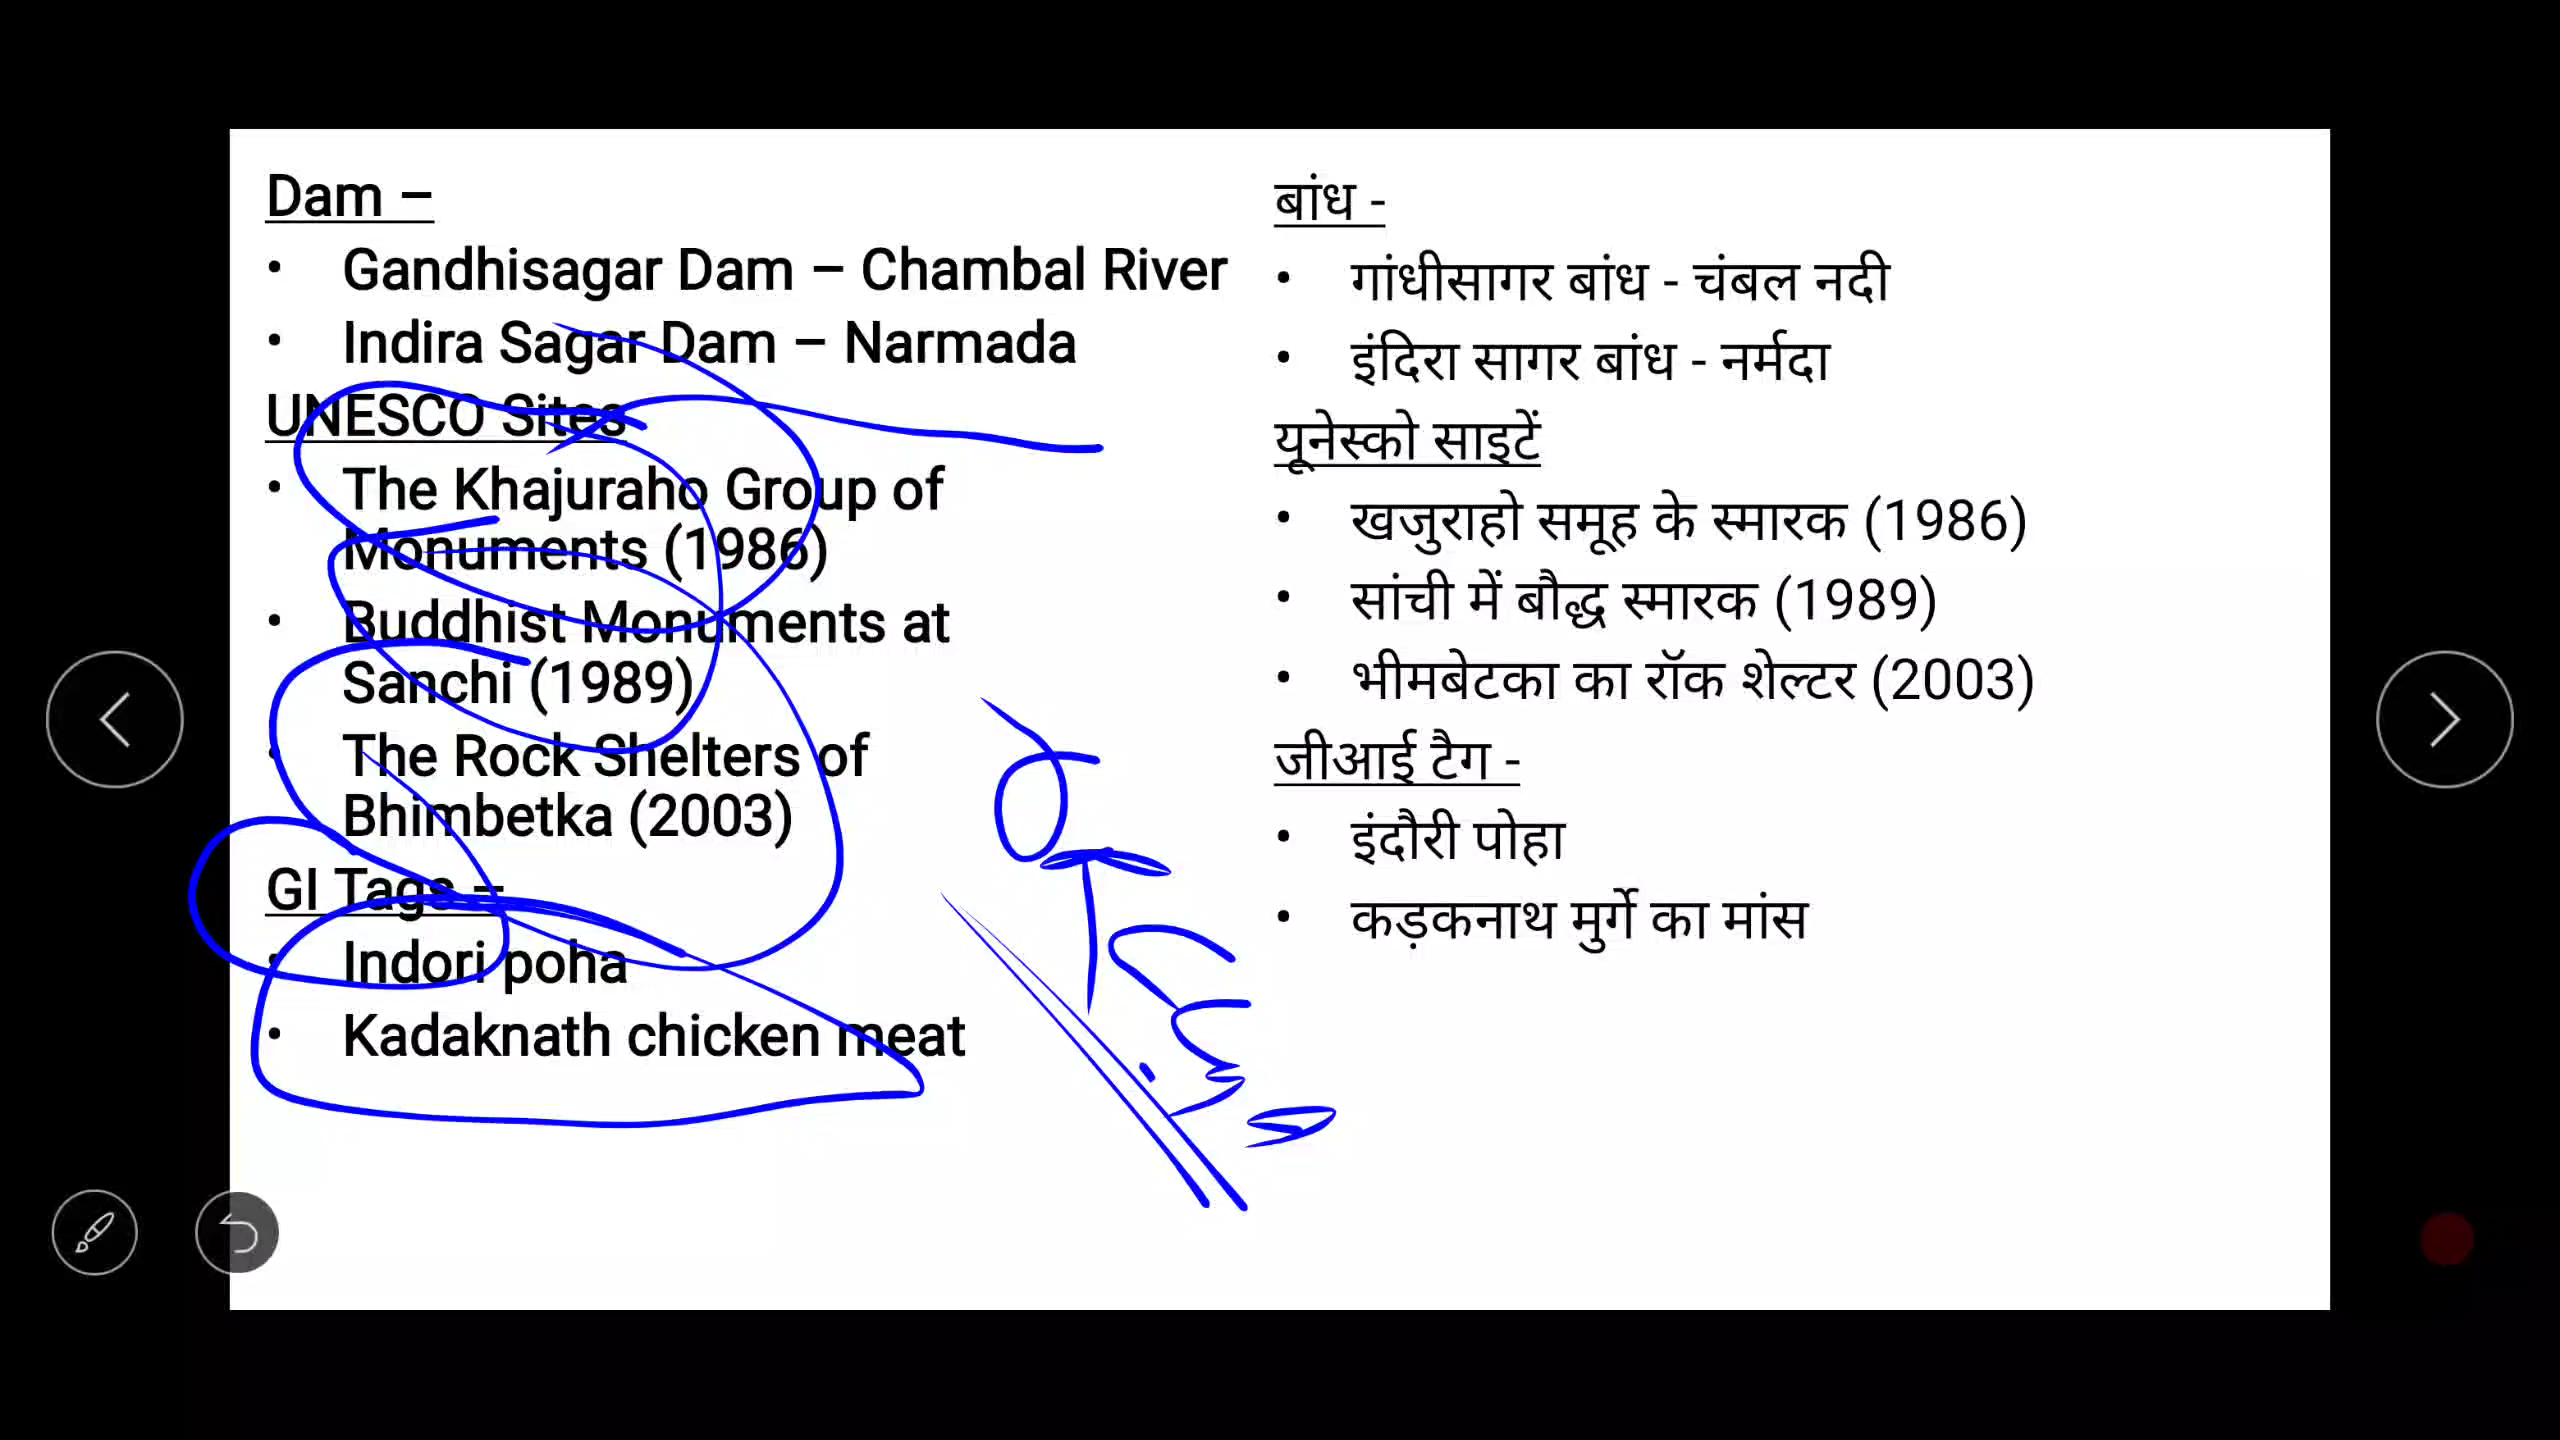 Dam –
• Gandhisagar Dam – Chambal River
• Indira Sagar Dam – Narmada
UNESCO Sites
• The Khajuraho Group of
Monuments (1986)
• Buddhist Monuments at
Sanchi (1989)
• The Rock Shelters of
Bhimbetka (2003)
GI Tags –
• Indori poha
• Kadaknath chicken meat
बांध -
• गांधीसागर बांध - चंबल नदी
• इंदिरा सागर बांध - नर्मदा
यूनेस्को साइटें
• खजुराहो समूह के स्मारक (1986)
• सांची में बौद्ध स्मारक (1989)
• भीमबेटका का रॉक शेल्टर (2003)
जीआई टैग -
• इंदौरी पोहा
• कड़कनाथ मुर्गे का मांस